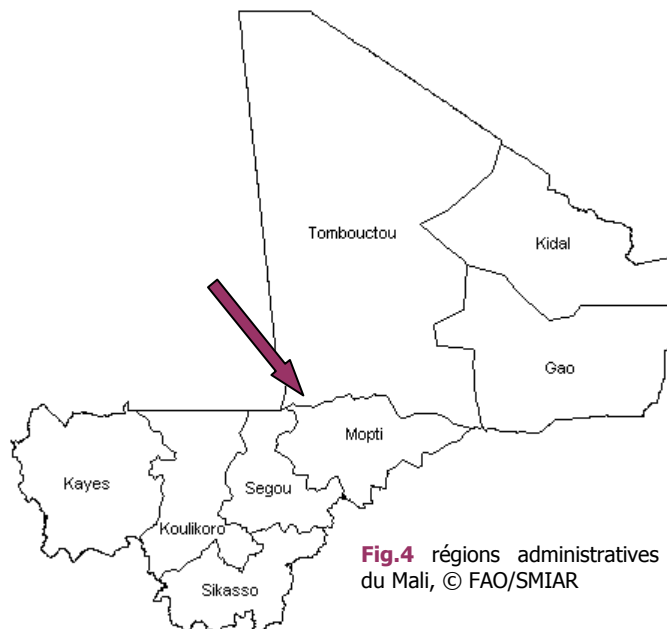 Tombouctou
Kidal
Gao
Mopti
Kayes
Segou
Koulikoro
Sikasso
Fig.4 régions administratives
du Mali, © FAO/SMIAR